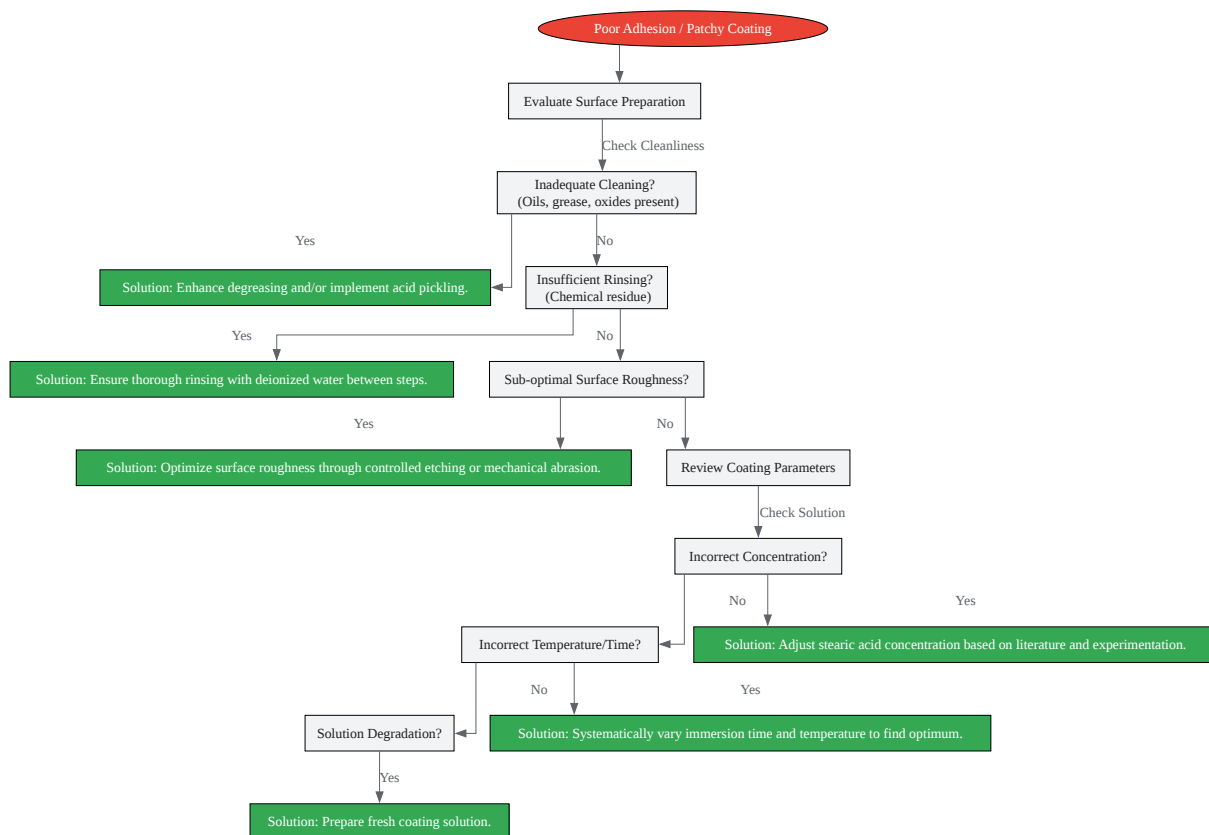 Poor Adhesion / Patchy Coating
Evaluate Surface Preparation
Check Cleanliness
Inadequate Cleaning?
(Oils, grease, oxides present)
Yes
No
Solution: Enhance degreasing and/or implement acid pickling.
Insufficient Rinsing?
(Chemical residue)
Yes
No
Solution: Ensure thorough rinsing with deionized water between steps.
Sub-optimal Surface Roughness?
Yes
No
Solution: Optimize surface roughness through controlled etching or mechanical abrasion.
Review Coating Parameters
Check Solution
Incorrect Concentration?
No
Yes
Incorrect Temperature/Time?
Solution: Adjust stearic acid concentration based on literature and experimentation.
No
Yes
Solution Degradation?
Solution: Systematically vary immersion time and temperature to find optimum.
Yes
Solution: Prepare fresh coating solution.